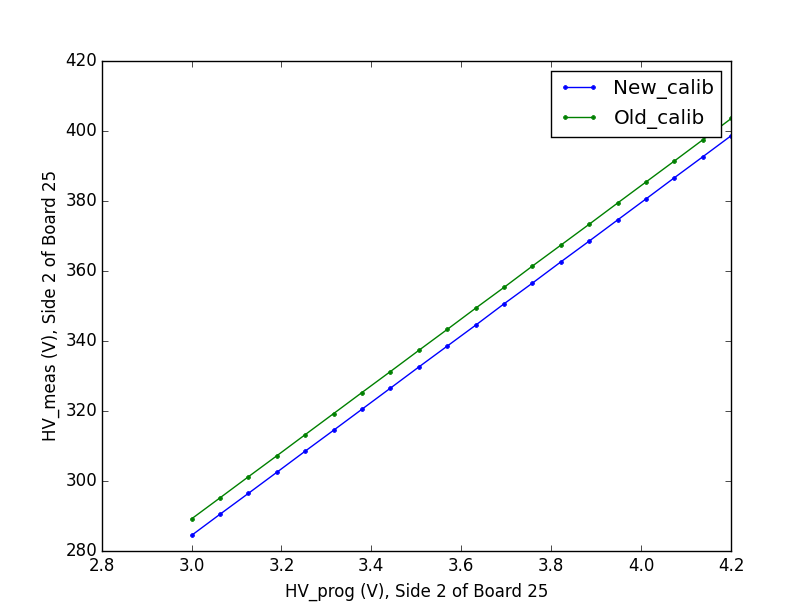 420
400
380
360
340
320
300
280
2.8 3.0 3.2 3.4 3.6 3.8 4.0 4.2
HV_prog (V), Side 2 of Board 25
HV_meas (V), Side 2 of Board 25
New_calib
Old_calib